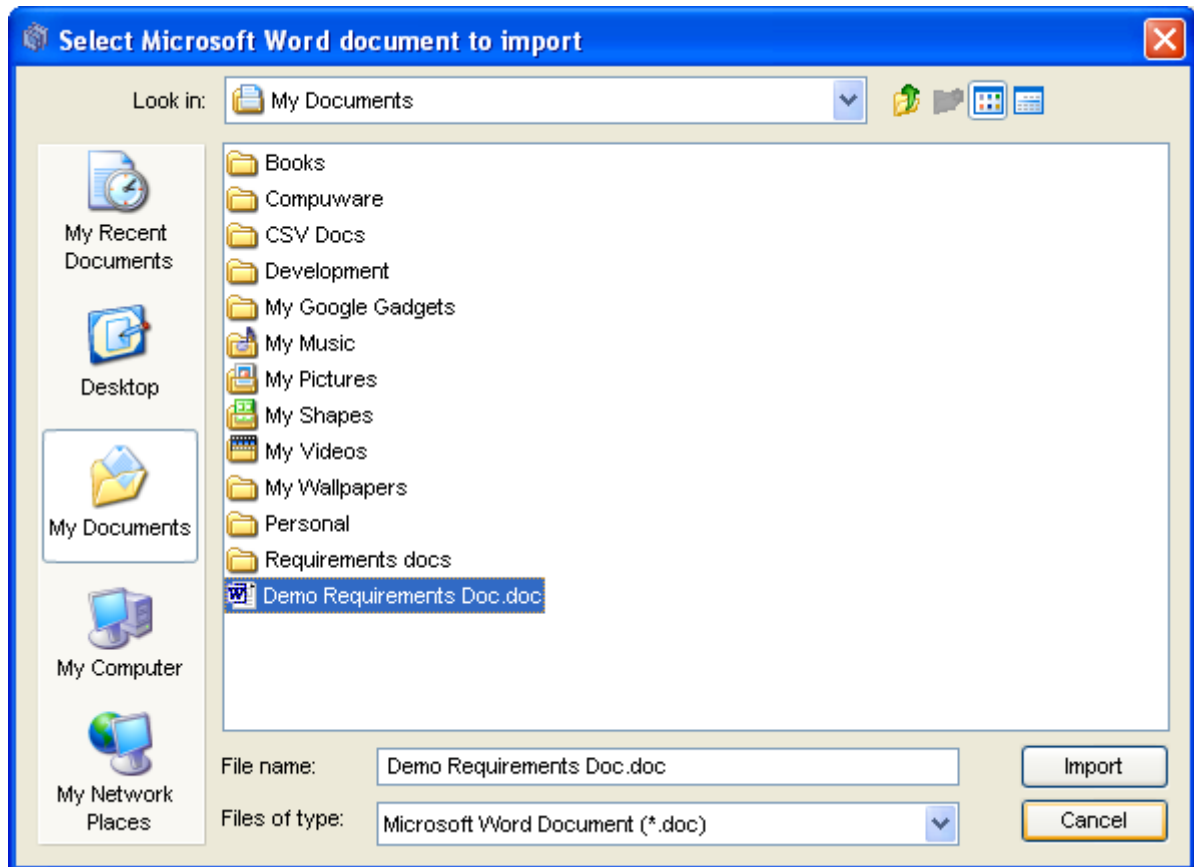 Select Microsoft Word document to import
Look in:
My Documents
My Recent
Documents
Desktop
My Documents
My Computer
My Network
Places
Books
Compuware
CSV Docs
Development
My Google Gadgets
My Music
My Pictures
My Shapes
My Videos
My Wallpapers
Personal
Requirements docs
Demo Requirements Doc.doc
File name:
Demo Requirements Doc.doc
Import
Files of type:
Microsoft Word Document (*.doc)
Cancel